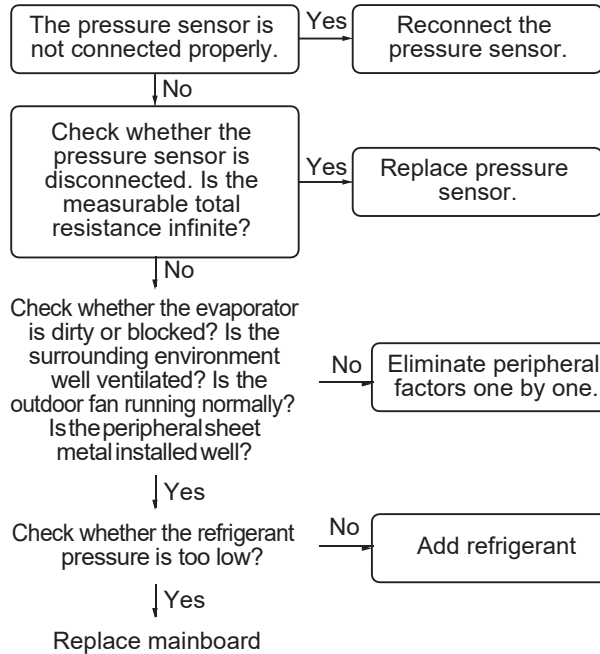 The pressure sensor is
not connected properly.
Yes
Reconnect the
pressure sensor.
No
Check whether the
pressure sensor is
disconnected. Is the
measurable total
resistance infinite?
Yes
Replace pressure
sensor.
No
Check whether the evaporator
is dirty or blocked? Is the
surrounding environment
well ventilated? Is the
outdoor fan running normally?
Is the peripheral sheet
metal installed well?
No
Eliminate peripheral
factors one by one.
Yes
Check whether the refrigerant
pressure is too low?
No
Add refrigerant
Yes
Replace mainboard